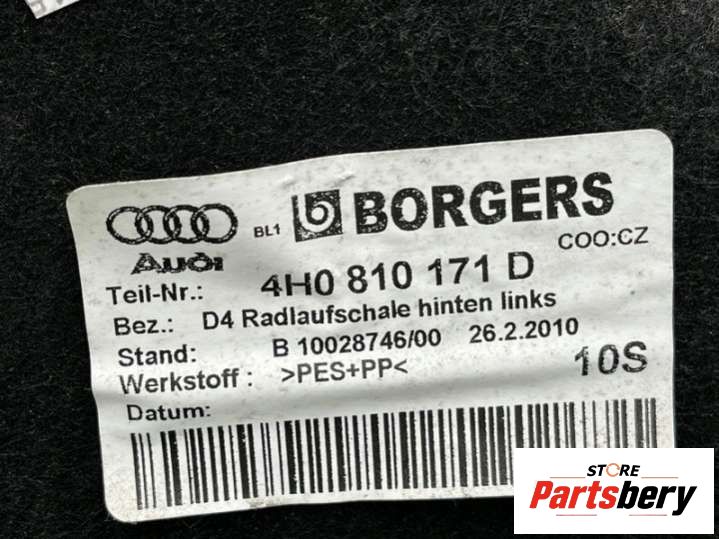 BL1 BORGERS
COO:CZ
Audi
Teil-Nr.: 4H0 810 171 D
Bez.: D4 Radlaufschale hinten links
Stand: B 10028746/00 26.2.2010
Werkstoff : >PES+PP< 10S
Datum:
STORE
Partsbery